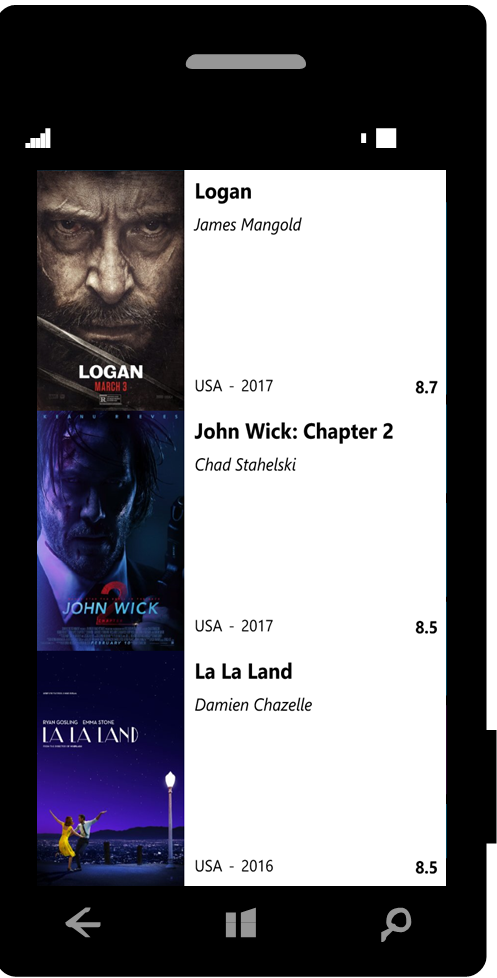 LOGAN
MARCH 3
R
Logan
James Mangold
USA - 2017
8.7
KEANU REEVES
2
JOHN WICK
John Wick: Chapter 2
Chad Stahelski
USA - 2017
8.5
RYAN GOSLING EMMA STONE
LA LA LAND
La La Land
Damien Chazelle
USA - 2016
8.5